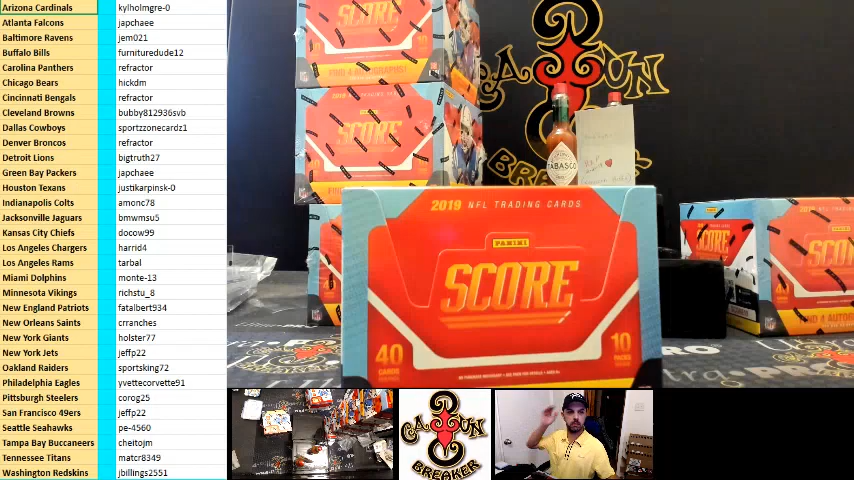 Arizona Cardinals kylholmgre-0
Atlanta Falcons japchaee
Baltimore Ravens jem021
Buffalo Bills furnituredude12
Carolina Panthers refractor
Chicago Bears hickdm
Cincinnati Bengals refractor
Cleveland Browns bubby812936svb
Dallas Cowboys sportzzonecardz1
Denver Broncos refractor
Detroit Lions bigtruth27
Green Bay Packers japchaee
Houston Texans justikarpinsk-0
Indianapolis Colts amonc78
Jacksonville Jaguars bmwmsu5
Kansas City Chiefs docow99
Los Angeles Chargers harrid4
Los Angeles Rams tarbal
Miami Dolphins monte-13
Minnesota Vikings richstu_8
New England Patriots fatalbert934
New Orleans Saints crranches
New York Giants holster77
New York Jets jeffp22
Oakland Raiders sportsking72
Philadelphia Eagles yvettecorvette91
Pittsburgh Steelers corog25
San Francisco 49ers jeffp22
Seattle Seahawks pe-4560
Tampa Bay Buccaneers cheitojm
Tennessee Titans matcr8349
Washington Redskins jbillings2551
SCORE
SCORE
TABASCO
2019 NFL TRADING CARDS
PANINI
SCORE
40
CARDS
10
PACKS
SCORE
SCORE
CAJUN
BREAKER
CAJUN
BREAKER